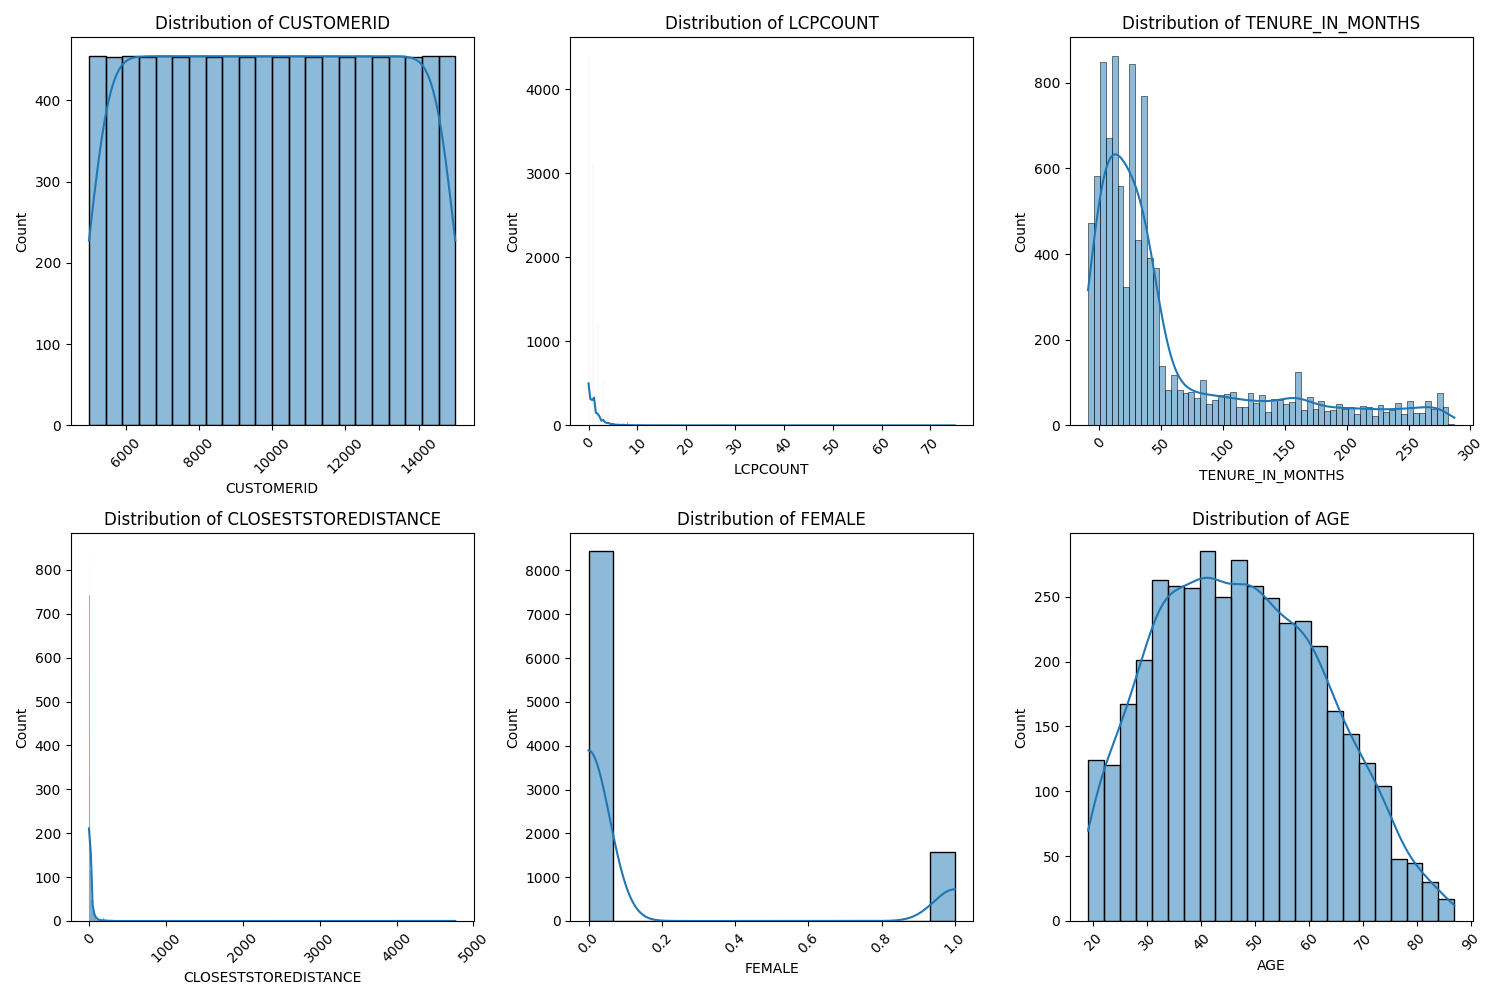 Distribution of CUSTOMERID
Count
400
300
200
100
0
6000 8000 10000 12000 14000
CUSTOMERID
Distribution of LCPCOUNT
Count
4000
3000
2000
1000
0
0 10 20 30 40 50 60 70
LCPCOUNT
Distribution of TENURE_IN_MONTHS
Count
800
600
400
200
0
0 50 100 150 200 250 300
TENURE_IN_MONTHS
Distribution of CLOSESTSTOREDISTANCE
Count
800
700
600
500
400
300
200
100
0
0 1000 2000 3000 4000 5000
CLOSESTSTOREDISTANCE
Distribution of FEMALE
Count
8000
7000
6000
5000
4000
3000
2000
1000
0
0.0 0.2 0.4 0.6 0.8 1.0
FEMALE
Distribution of AGE
Count
250
200
150
100
50
0
20 30 40 50 60 70 80 90
AGE